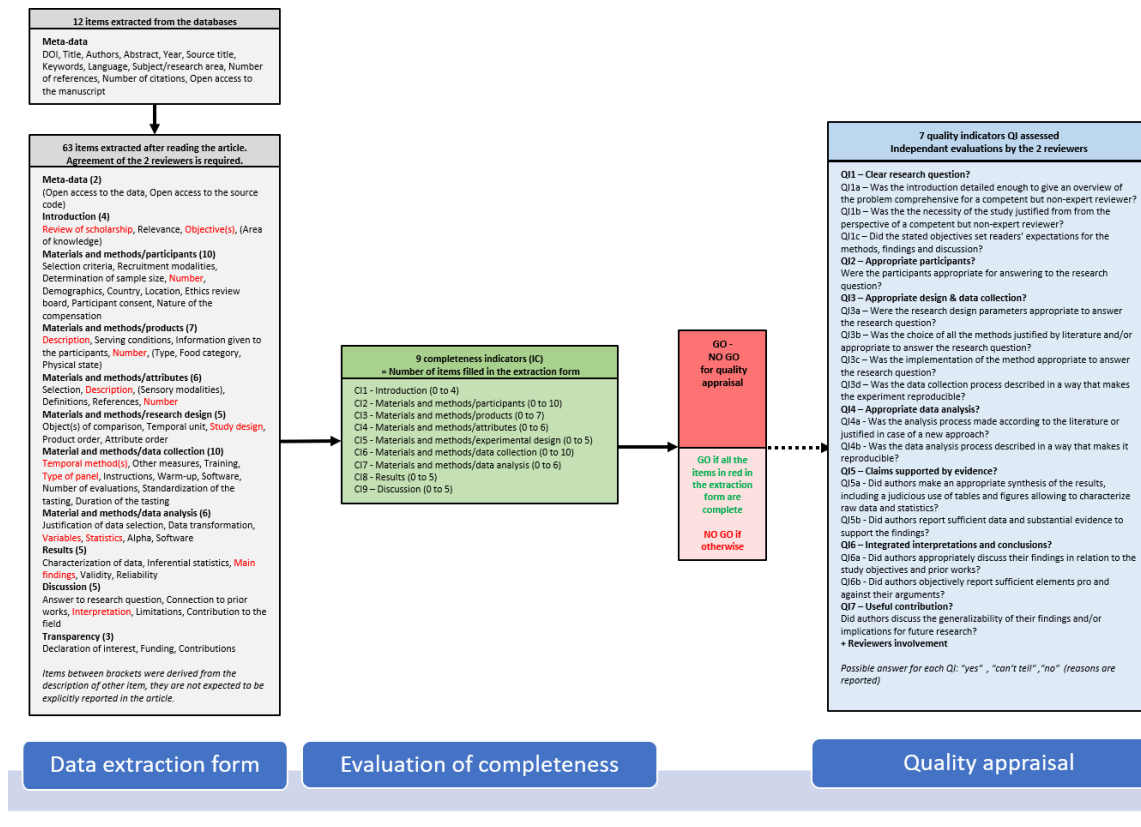 12 items extracted from the databases
Meta-data
DOI, Title, Authors, Abstract, Year, Source title,
Keywords, Language, Subject/research area, Number
of references, Number of citations, Open access to
the manuscript
63 items extracted after reading the article.
Agreement of the 2 reviewers is required.
Meta-data (2)
(Open access to the data, Open access to the source
code)
Introduction (4)
Review of scholarship, Relevance, Objective(s), (Area
of knowledge)
Materials and methods/participants (10)
Selection criteria, Recruitment modalities,
Determination of sample size, Number,
Demographics, Country, Location, Ethics review
board, Participant consent, Nature of the
compensation
Materials and methods/products (7)
Description, Serving conditions, Information given to
the participants, Number, (Type, Food category,
Physical state)
Materials and methods/attributes (6)
Selection, Description, (Sensory modalities),
Definitions, References, Number
Materials and methods/research design (5)
Object(s) of comparison, Temporal unit, Study design,
Product order, Attribute order
Material and methods/data collection (10)
Temporal method(s), Other measures, Training,
Type of panel, Instructions, Warm-up, Software,
Number of evaluations, Standardization of the
tasting, Duration of the tasting
Material and methods/data analysis (6)
Justification of data selection, Data transformation,
Variables, Statistics, Alpha, Software
Results (5)
Characterization of data, Inferential statistics, Main
findings, Validity, Reliability
Discussion (5)
Answer to research question, Connection to prior
works, Interpretation, Limitations, Contribution to the
field
Transparency (3)
Declaration of interest, Funding, Contributions
Items between brackets were derived from the
description of other item, they are not expected to be
explicitly reported in the article.
9 completeness indicators (IC)
= Number of items filled in the extraction form
CI1 - Introduction (0 to 4)
CI2 - Materials and methods/participants (0 to 10)
CI3 - Materials and methods/products (0 to 7)
CI4 - Materials and methods/attributes (0 to 6)
CI5 - Materials and methods/experimental design (0 to 5)
CI6 - Materials and methods/data collection (0 to 10)
CI7 - Materials and methods/data analysis (0 to 6)
CI8 - Results (0 to 5)
CI9 – Discussion (0 to 5)
GO -
NO GO
for quality
appraisal
GO if all the
items in red in
the extraction
form are
complete
NO GO if
otherwise
7 quality indicators QI assessed
Independant evaluations by the 2 reviewers
QI1 – Clear research question?
QI1a – Was the introduction detailed enough to give an overview of
the problem comprehensive for a competent but non-expert reviewer?
QI1b – Was the the necessity of the study justified from from the
perspective of a competent but non-expert reviewer?
QI1c – Did the stated objectives set readers' expectations for the
methods, findings and discussion?
QI2 – Appropriate participants?
Were the participants appropriate for answering to the research
question?
QI3 – Appropriate design & data collection?
QI3a – Were the research design parameters appropriate to answer
the research question?
QI3b – Was the choice of all the methods justified by literature and/or
appropriate to answer the research question?
QI3c – Was the implementation of the method appropriate to answer
the research question?
QI3d – Was the data collection process described in a way that makes
the experiment reproducible?
QI4 – Appropriate data analysis?
QI4a – Was the analysis process made according to the literature or
justified in case of a new approach?
QI4b – Was the data analysis process described in a way that makes it
reproducible?
QI5 – Claims supported by evidence?
QI5a - Did authors make an appropriate synthesis of the results,
including a judicious use of tables and figures allowing to characterize
raw data and statistics?
QI5b - Did authors report sufficient data and substantial evidence to
support the findings?
QI6 – Integrated interpretations and conclusions?
QI6a - Did authors appropriately discuss their findings in relation to the
study objectives and prior works?
QI6b - Did authors objectively report sufficient elements pro and
against their arguments?
QI7 – Useful contribution?
Did authors discuss the generalizability of their findings and/or
implications for future research?
+ Reviewers involvement
Possible answer for each QI: "yes" , "can't tell" ,"no" (reasons are
reported)
Data extraction form
Evaluation of completeness
Quality appraisal